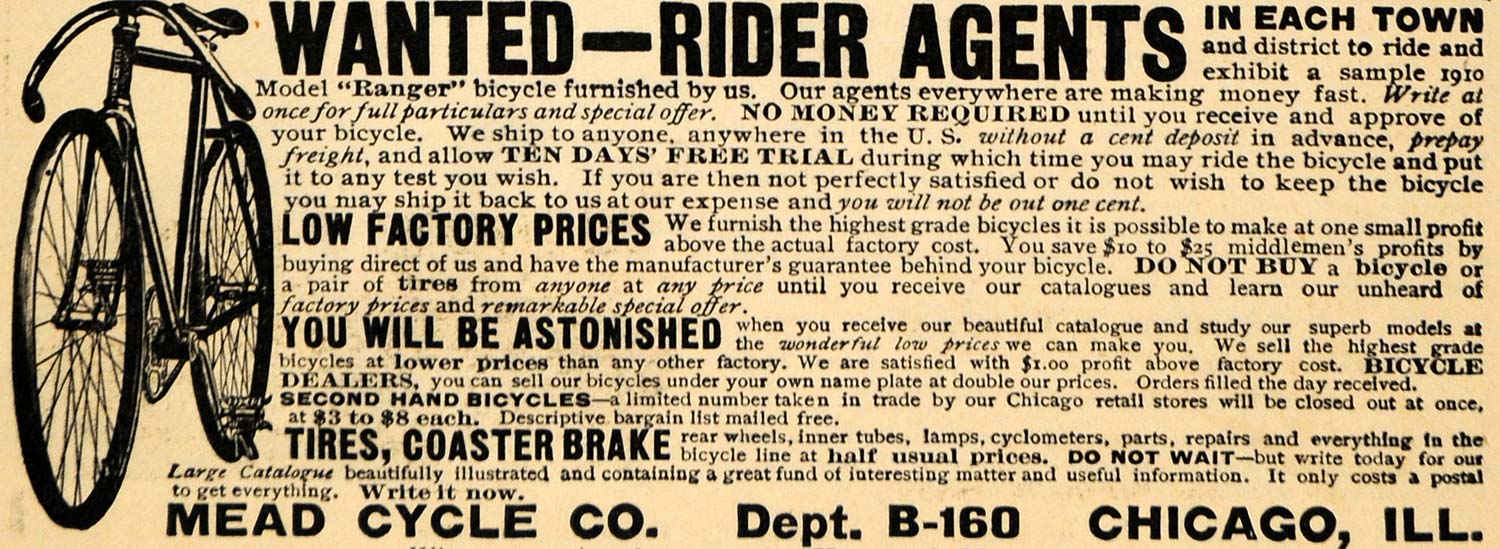 WANTED—RIDER AGENTS IN EACH TOWN
and district to ride and
exhibit a sample 1910
Model "Ranger" bicycle furnished by us. Our agents everywhere are making money fast. Write at
once for full particulars and special offer. NO MONEY REQUIRED until you receive and approve of
your bicycle. We ship to anyone, anywhere in the U. S. without a cent deposit in advance, prepay
freight, and allow TEN DAYS' FREE TRIAL during which time you may ride the bicycle and put
it to any test you wish. If you are then not perfectly satisfied or do not wish to keep the bicycle
you may ship it back to us at our expense and you will not be out one cent.
LOW FACTORY PRICES We furnish the highest grade bicycles it is possible to make at one small profit
above the actual factory cost. You save $10 to $25 middlemen's profits by
buying direct of us and have the manufacturer's guarantee behind your bicycle. DO NOT BUY a bicycle or
a pair of tires from anyone at any price until you receive our catalogues and learn our unheard of
factory prices and remarkable special offer.
YOU WILL BE ASTONISHED when you receive our beautiful catalogue and study our superb models at
the wonderful low prices we can make you. We sell the highest grade
bicycles at lower prices than any other factory. We are satisfied with $1.00 profit above factory cost. BICYCLE
DEALERS, you can sell our bicycles under your own name plate at double our prices. Orders filled the day received.
SECOND HAND BICYCLES—a limited number taken in trade by our Chicago retail stores will be closed out at once,
at $3 to $8 each. Descriptive bargain list mailed free.
TIRES, COASTER BRAKE rear wheels, inner tubes, lamps, cyclometers, parts, repairs and everything in the
bicycle line at half usual prices. DO NOT WAIT—but write today for our
Large Catalogue beautifully illustrated and containing a great fund of interesting matter and useful information. It only costs a postal
to get everything. Write it now.
MEAD CYCLE CO. Dept. B-160 CHICAGO, ILL.